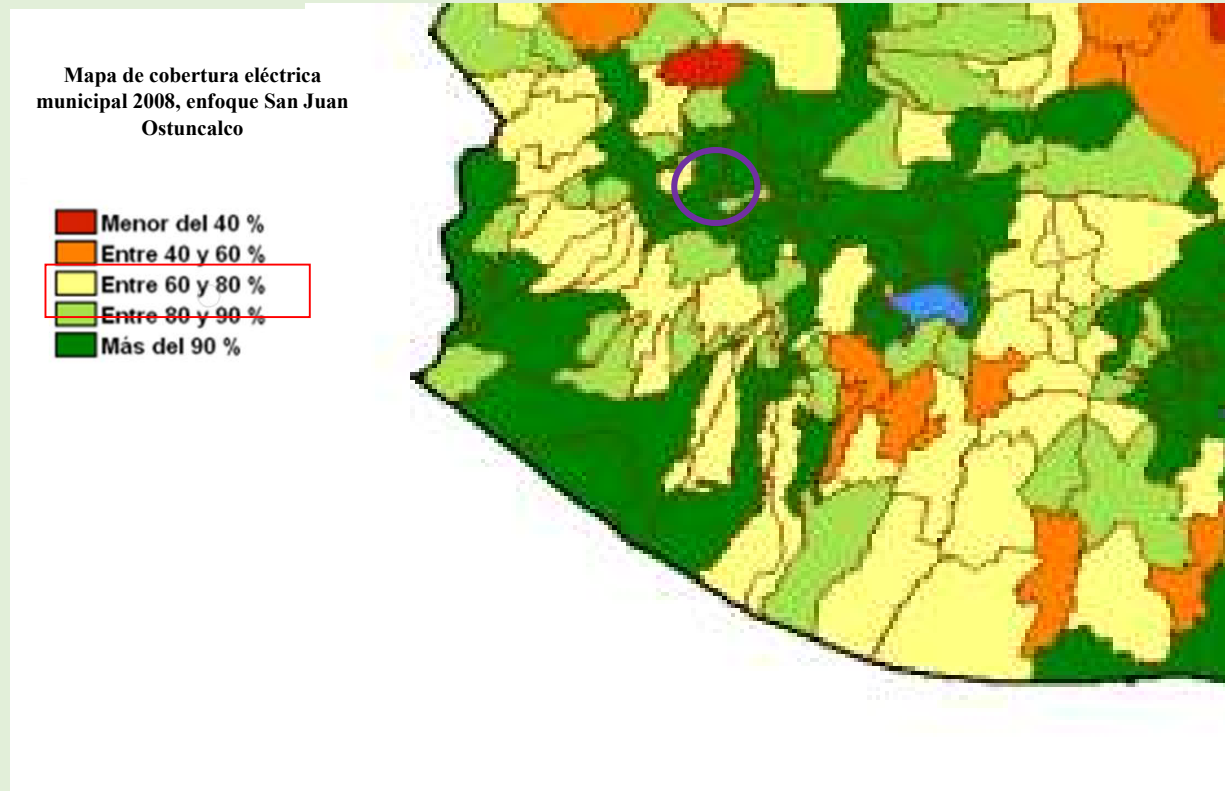 Mapa de cobertura eléctrica
municipal 2008, enfoque San Juan
Ostuncalco
Menor del 40 %
Entre 40 y 60 %
Entre 60 y 80 %
Entre 80 y 90 %
Más del 90 %